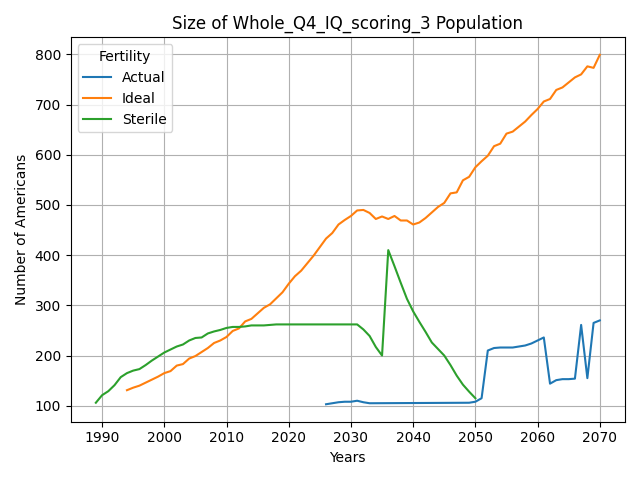 Size of Whole_Q4_IQ_scoring_3 Population
Fertility
Actual
Ideal
Sterile
Number of Americans
800
700
600
500
400
300
200
100
1990 2000 2010 2020 2030 2040 2050 2060 2070
Years